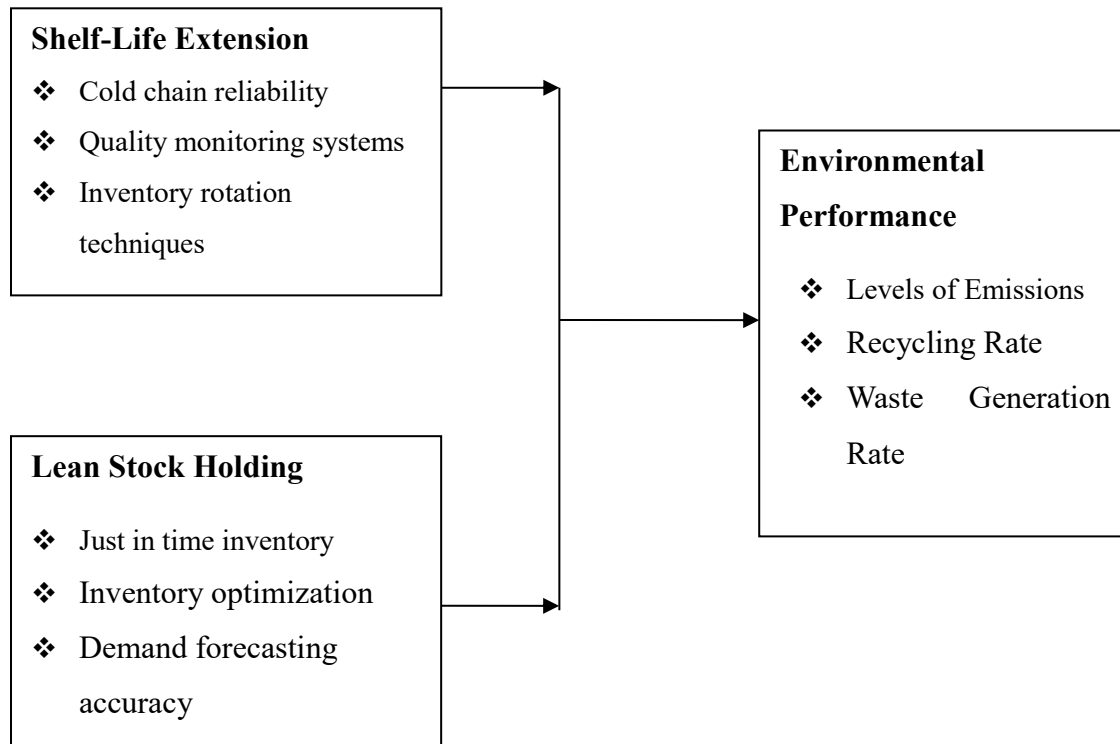 Shelf-Life Extension
❖ Cold chain reliability
❖ Quality monitoring systems
❖ Inventory rotation
techniques
Lean Stock Holding
❖ Just in time inventory
❖ Inventory optimization
❖ Demand forecasting
accuracy
Environmental
Performance
❖ Levels of Emissions
❖ Recycling Rate
❖ Waste Generation
Rate